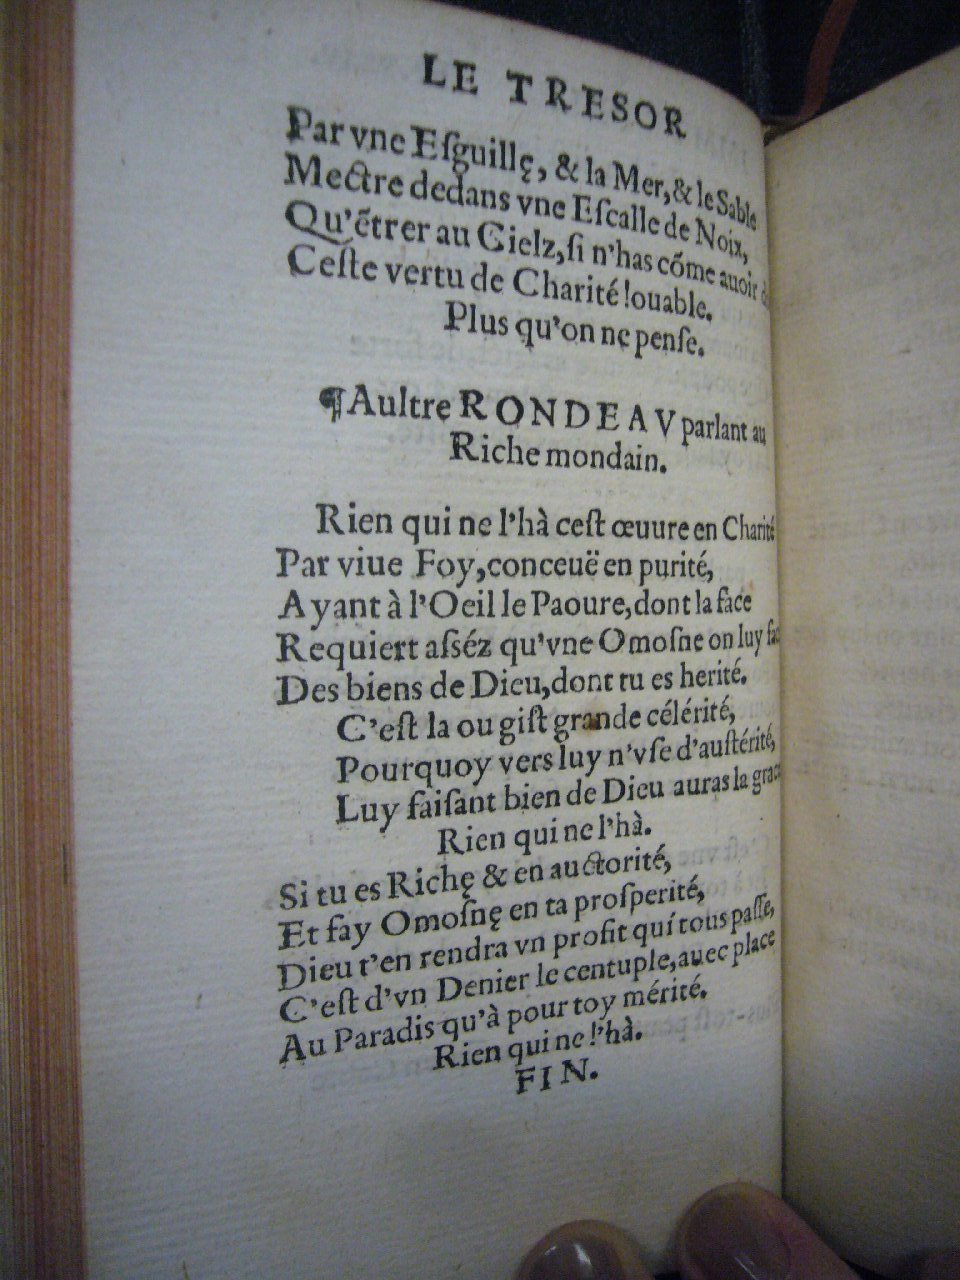 LE TRESOR
Par vne Eſguillę, & la Mer, & le Sable
Mectre dedans vne Eſcalle de Noix,
Qu'ẽtrer au Cielz, ſi n'has cõme auoir
Ceſte vertu de Charité louable.
Plus qu'on ne penſe.
¶Aultre RONDEAV parlant au
Riche mondain.
Rien qui ne l'hà ceſt œuure en Charité
Par viue Foy, conceuë en purité,
Ayant à l'Oeil le Paoure, dont la face
Requiert aſséz qu'vne Omoſne on luy
Des biens de Dieu, dont tu es herité.
C'eſt la ou giſt grande célérité,
Pourquoy vers luy n'vſe d'auſtérité,
Luy faiſant bien de Dieu auras la grace
Rien qui ne l'hà.
Si tu es Richę & en auctorité,
Et fay Omoſnę en ta proſperité,
Dieu t'en rendra vn profit qui tous paſſe,
C'eſt d'vn Denier le centuple, auec place
Au Paradis qu'à pour toy mérité.
Rien qui ne l'hà.
FIN.